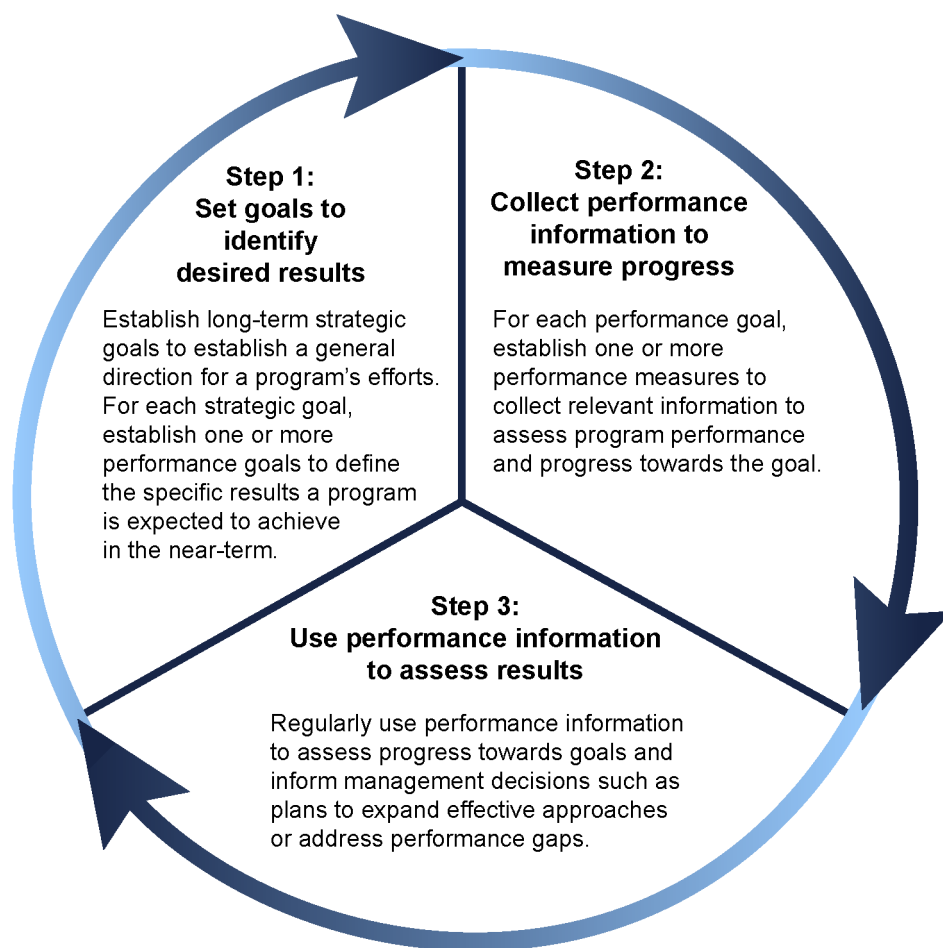 Step 1:
Set goals to
identify
desired results
Establish long-term strategic
goals to establish a general
direction for a program's efforts.
For each strategic goal,
establish one or more
performance goals to define
the specific results a program
is expected to achieve
in the near-term.
Step 2:
Collect performance
information to
measure progress
For each performance goal,
establish one or more
performance measures to
collect relevant information to
assess program performance
and progress towards the goal.
Step 3:
Use performance information
to assess results
Regularly use performance information
to assess progress towards goals and
inform management decisions such as
plans to expand effective approaches
or address performance gaps.